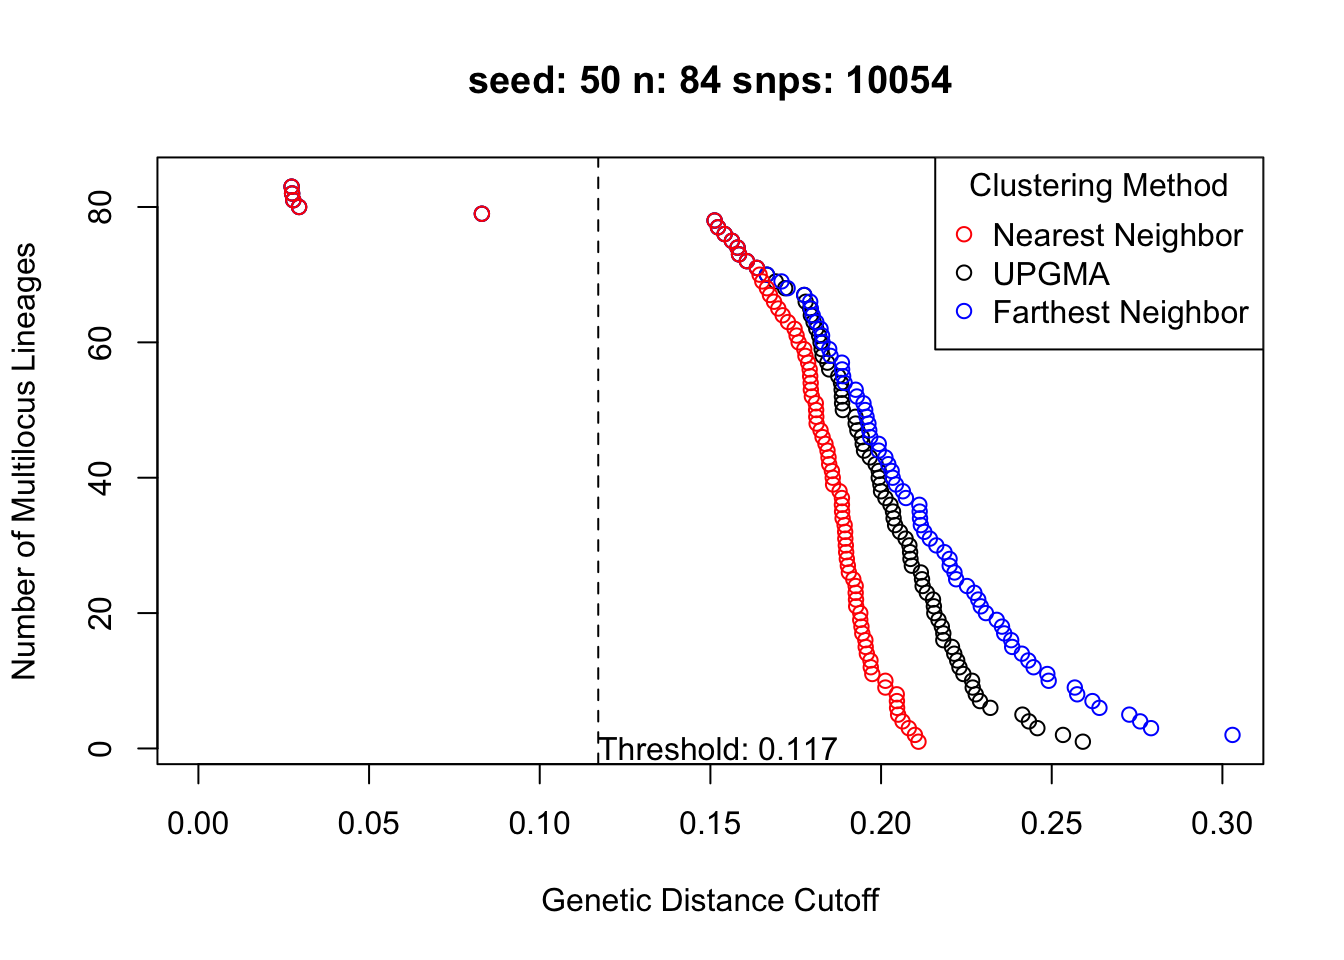 seed: 50 n: 84 snps: 10054
Clustering Method
Nearest Neighbor
UPGMA
Farthest Neighbor
Number of Multilocus Lineages
80
60
40
20
0
Threshold: 0.117
0.00 0.05 0.10 0.15 0.20 0.25 0.30
Genetic Distance Cutoff